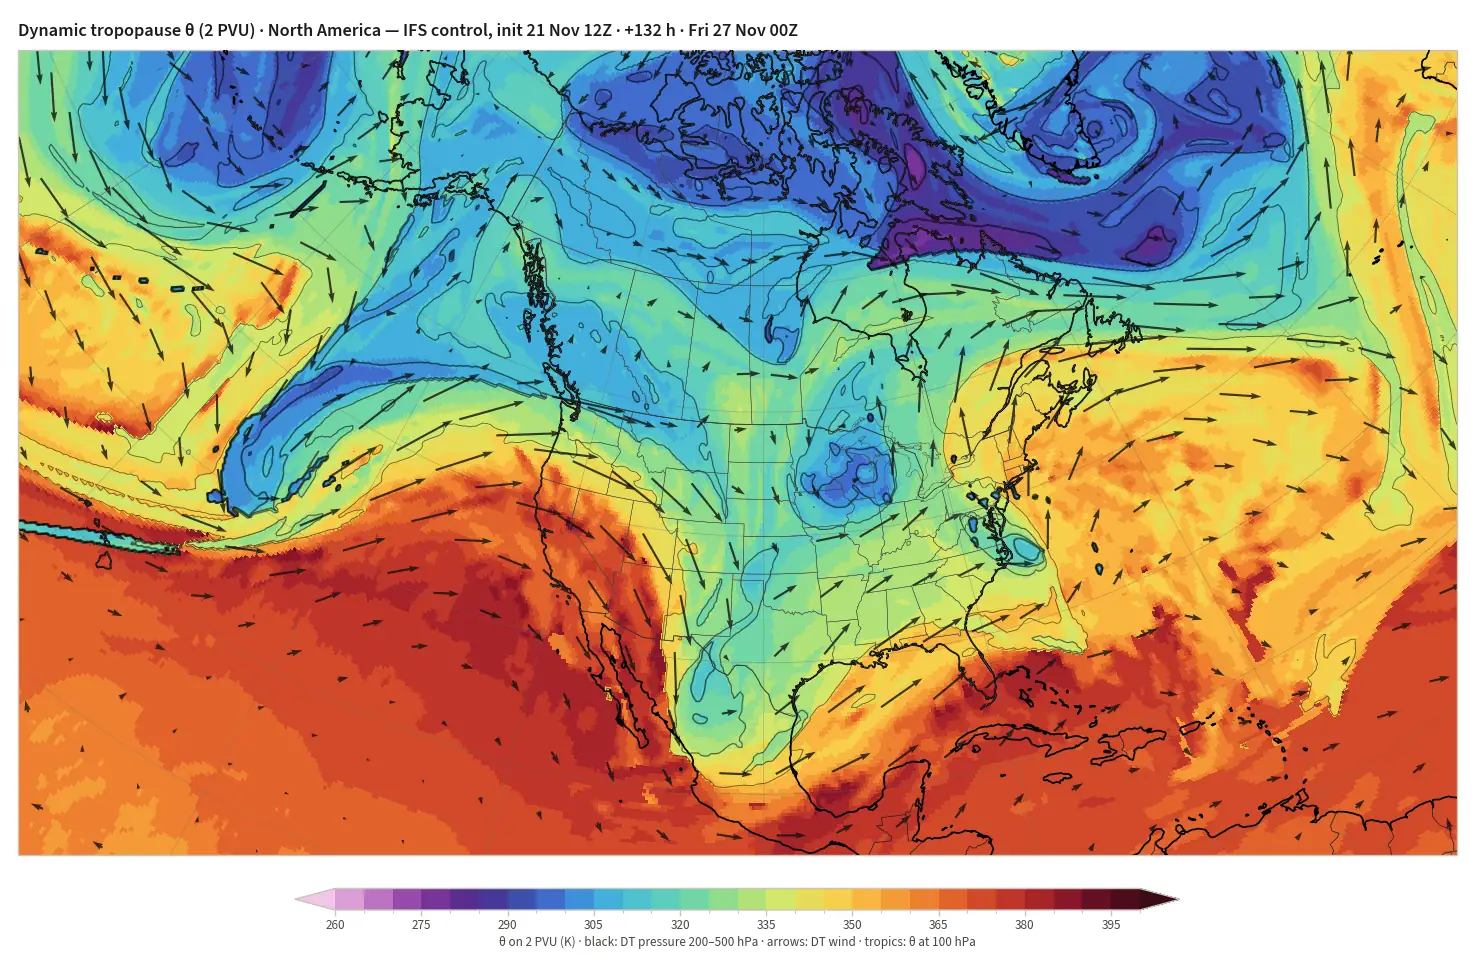 Dynamic tropopause θ (2 PVU) · North America — IFS control, init 21 Nov 12Z · +132 h · Fri 27 Nov 00Z
260 275 290 305 320 335 350 365 380 395
θ on 2 PVU (K) · black: DT pressure 200–500 hPa · arrows: DT wind · tropics: θ at 100 hPa